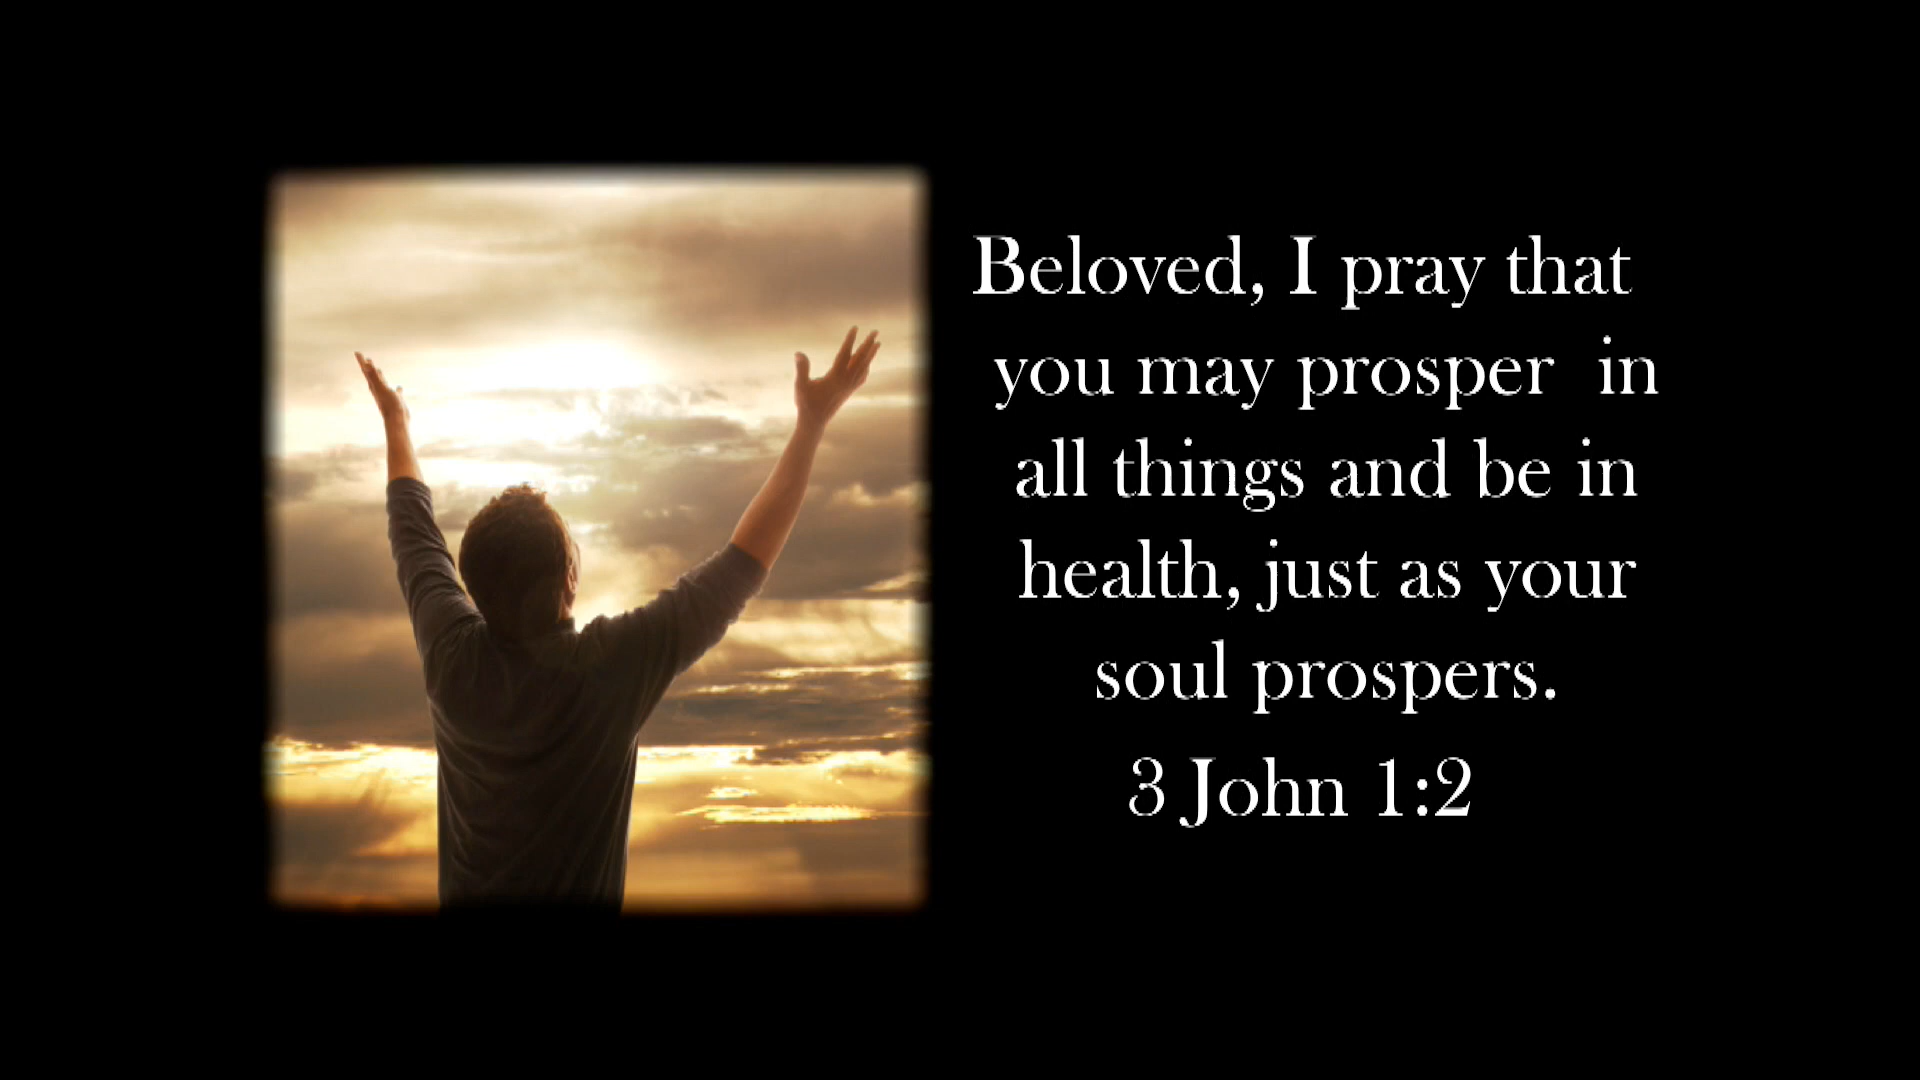 Beloved, I pray that
you may prosper in
all things and be in
health, just as your
soul prospers.
3 John 1:2